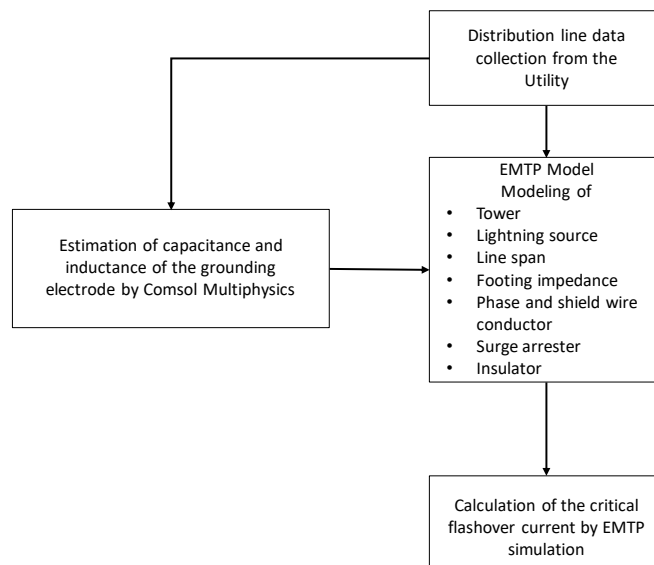 Distribution line data
collection from the
Utility
EMTP Model
Modeling of
• Tower
• Lightning source
• Line span
• Footing impedance
• Phase and shield wire
conductor
• Surge arrester
• Insulator
Estimation of capacitance and
inductance of the grounding
electrode by Comsol Multiphysics
Calculation of the critical
flashover current by EMTP
simulation